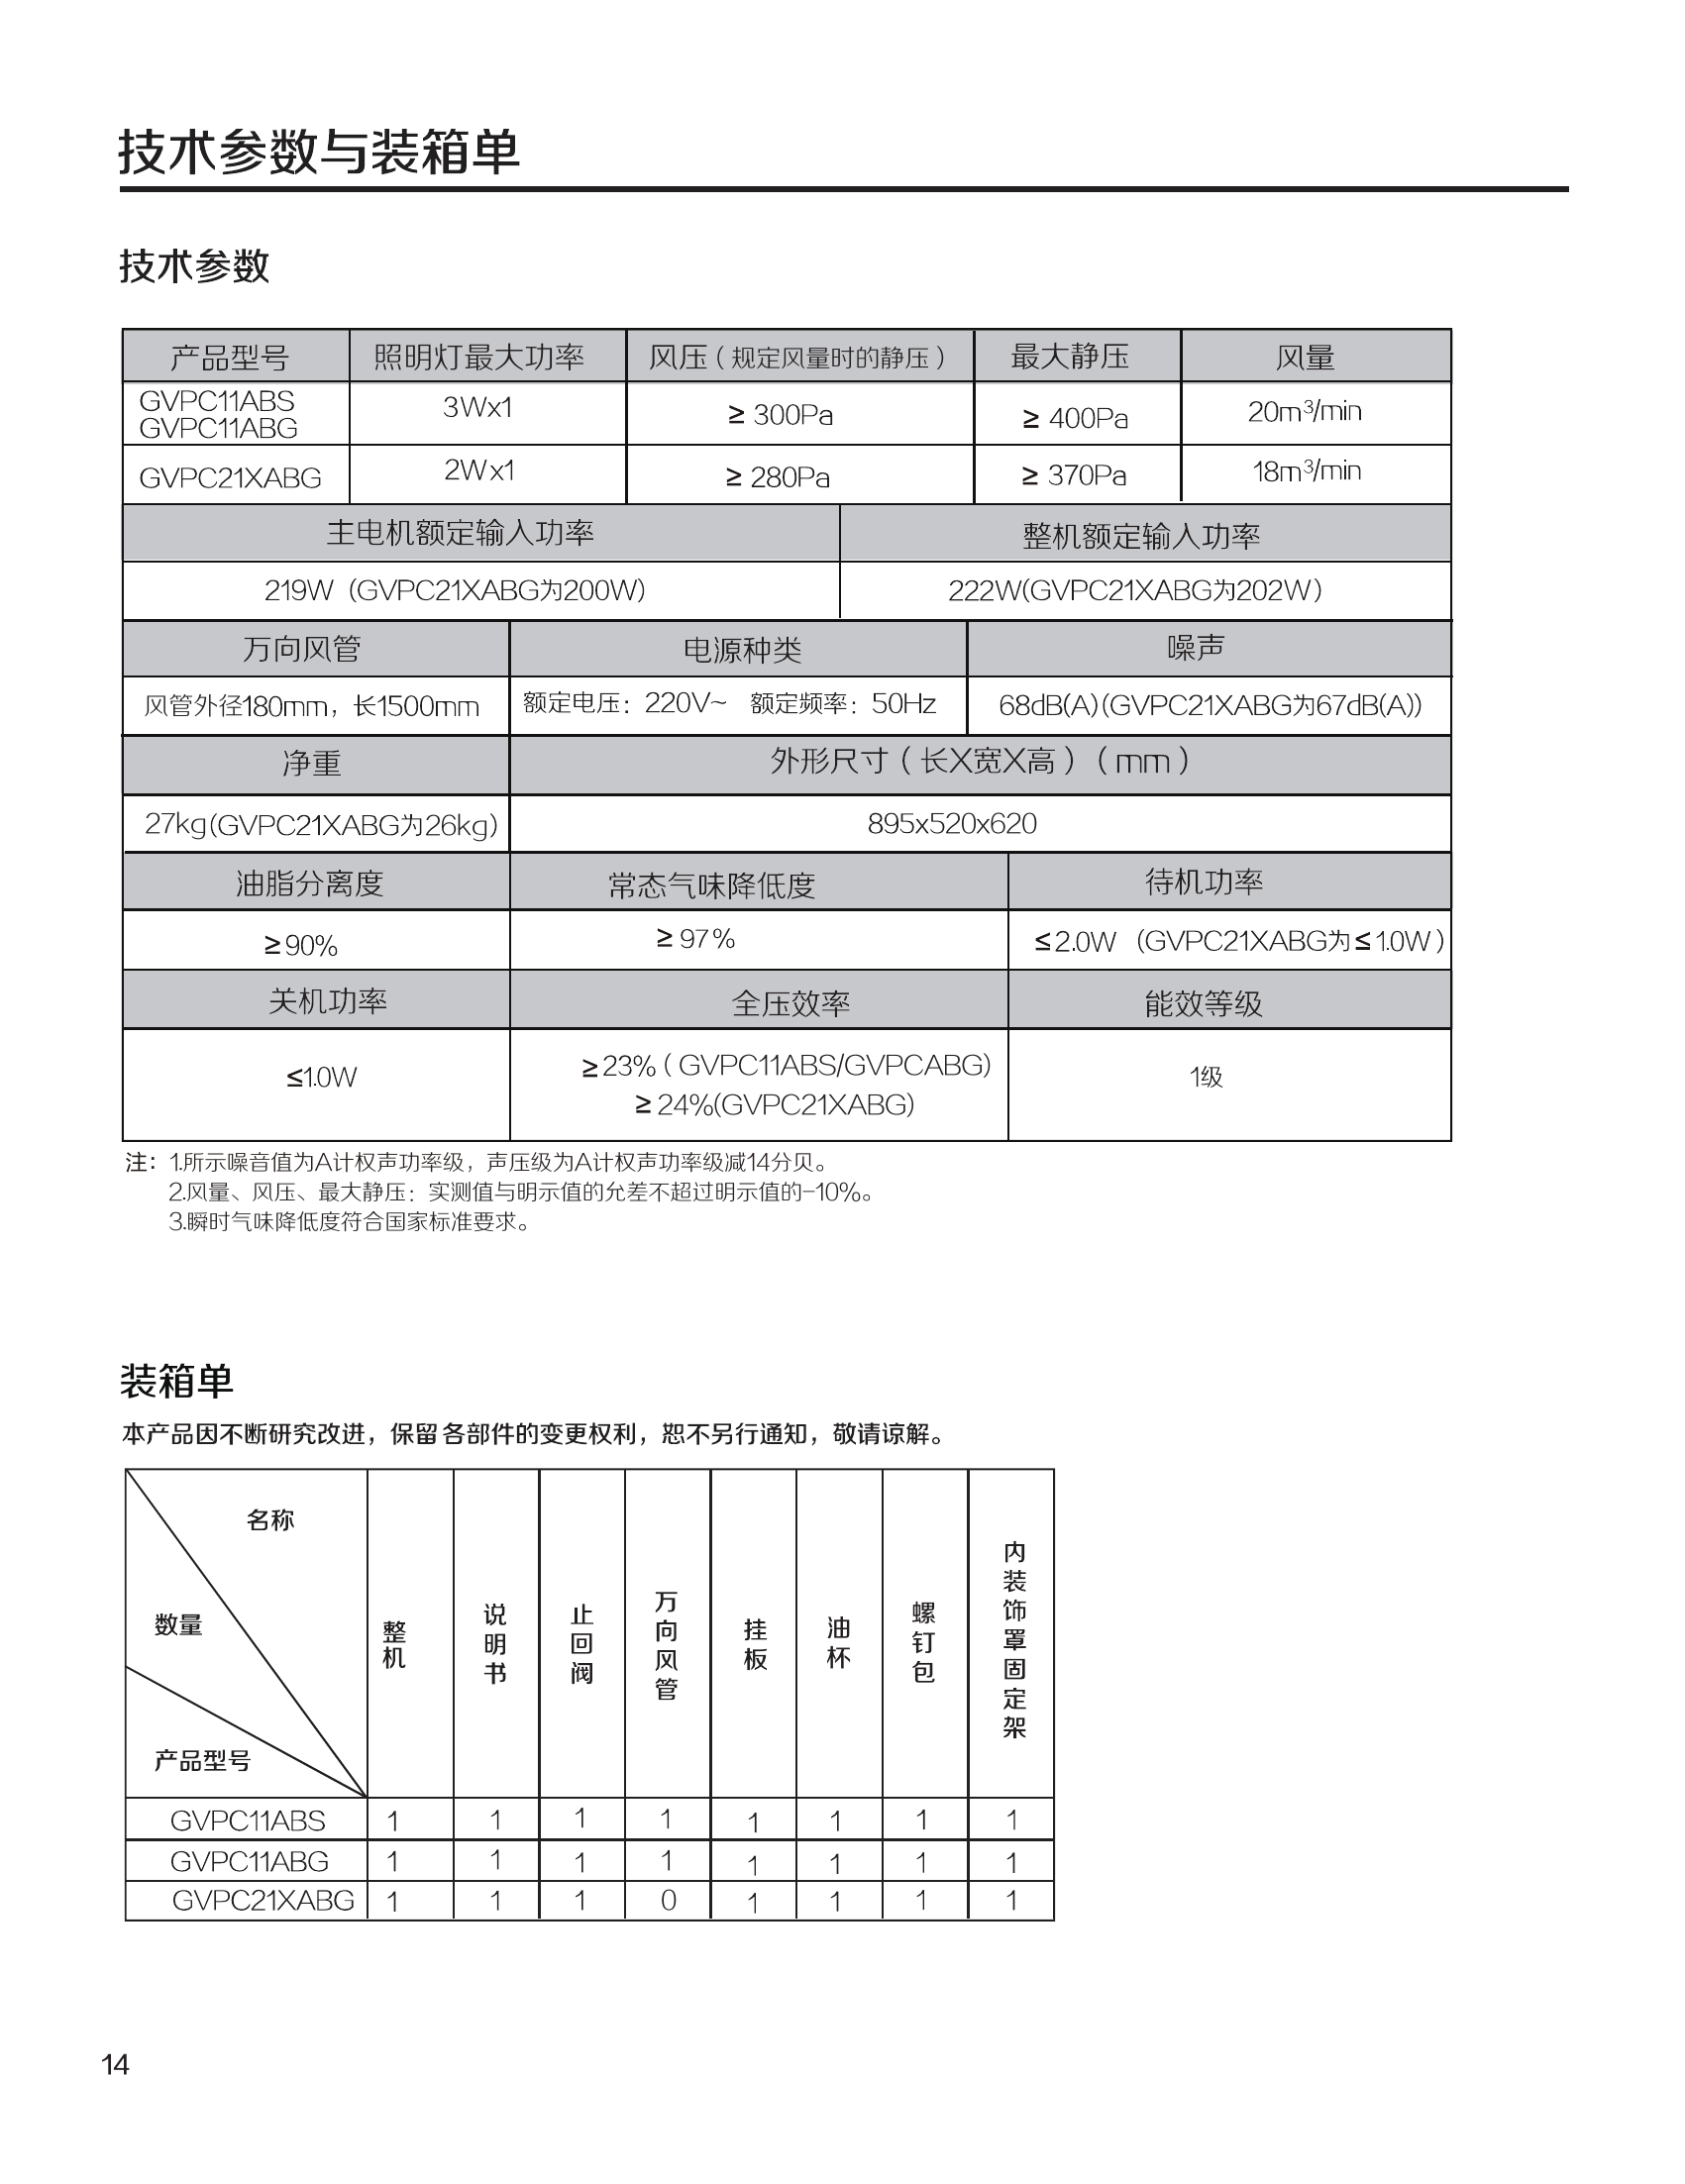 技术参数与装箱单
技术参数
产品型号 照明灯最大功率 风压（规定风量时的静压） 最大静压 风量
GVPC11ABS
GVPC11ABG 3Wx1 ≥ 300Pa ≥ 400Pa 20m³/min
GVPC21XABG 2Wx1 ≥ 280Pa ≥ 370Pa 18m³/min
主电机额定输入功率 整机额定输入功率
219W (GVPC21XABG为200W) 222W(GVPC21XABG为202W）
万向风管 电源种类 噪声
风管外径180mm，长1500mm 额定电压：220V~ 额定频率：50Hz 68dB(A)(GVPC21XABG为67dB(A))
净重 外形尺寸（长X宽X高）（mm）
27kg(GVPC21XABG为26kg) 895x520x620
油脂分离度 常态气味降低度 待机功率
≥90% ≥ 97% ≤2.0W (GVPC21XABG为≤1.0W）
关机功率 全压效率 能效等级
≤1.0W ≥23%（ GVPC11ABS/GVPCABG) 1级
≥24%(GVPC21XABG)
注：1.所示噪音值为A计权声功率级，声压级为A计权声功率级减14分贝。
2.风量、风压、最大静压：实测值与明示值的允差不超过明示值的-10%。
3.瞬时气味降低度符合国家标准要求。
装箱单
本产品因不断研究改进，保留各部件的变更权利，恕不另行通知，敬请谅解。
名称
数量
产品型号
整机 说明书 止回阀 万向风管 挂板 油杯 螺钉包 内装饰罩固定架
GVPC11ABS 1 1 1 1 1 1 1 1
GVPC11ABG 1 1 1 1 1 1 1 1
GVPC21XABG 1 1 1 0 1 1 1 1
14